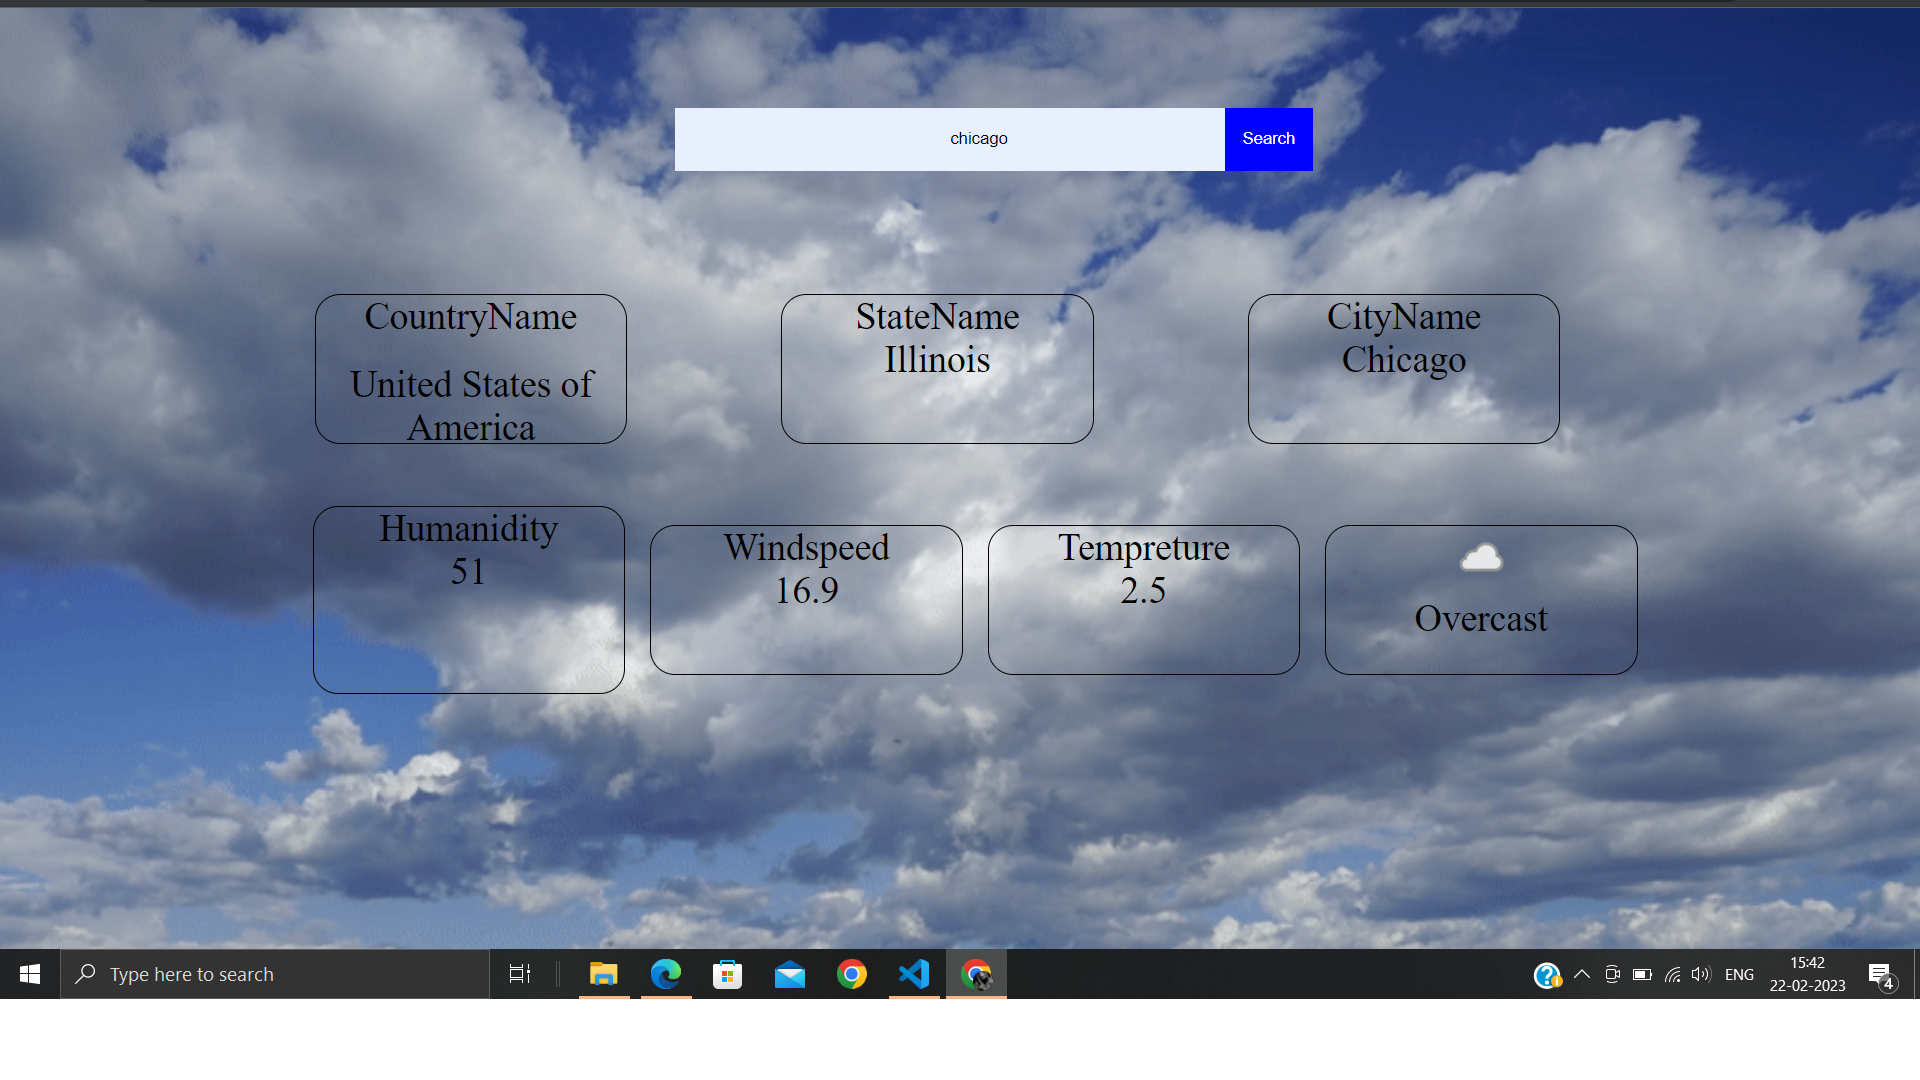 chicago
Search
CountryName
United States of
America
StateName
Illinois
CityName
Chicago
Humanidity
51
Windspeed
16.9
Tempreture
2.5
Overcast
Type here to search
ENG
15:42
22-02-2023
4